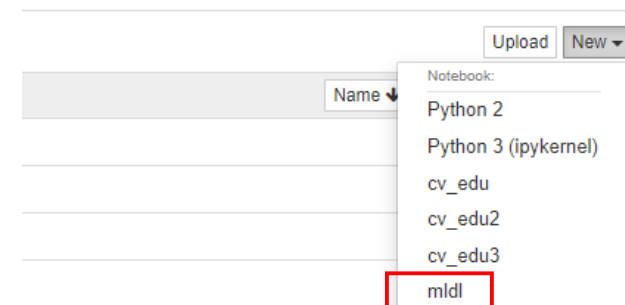 Upload New
Name
Notebook:
Python 2
Python 3 (ipykernel)
cv_edu
cv_edu2
cv_edu3
mldl